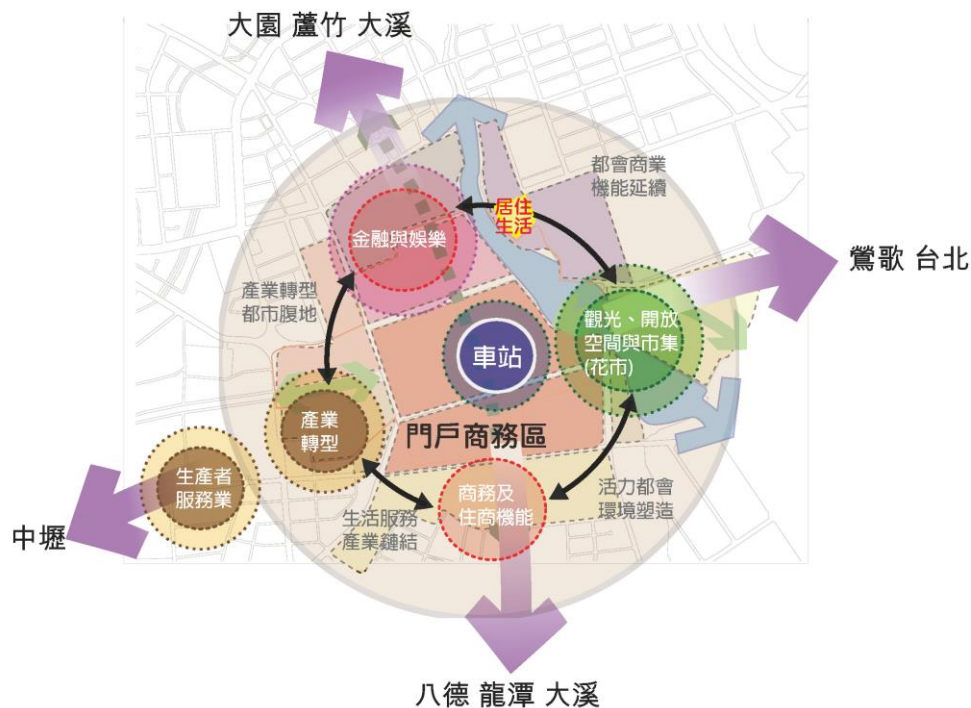 大園 蘆竹 大溪
都會商業
機能延續
居住
生活
金融與娛樂
鶯歌 台北
產業轉型
都市腹地
觀光、開放
空間與市集
(花市)
車站
產業
轉型
門戶商務區
生產者
服務業
商務及
住商機能
活力都會
環境塑造
生活服務
產業鏈結
中壢
八德 龍潭 大溪